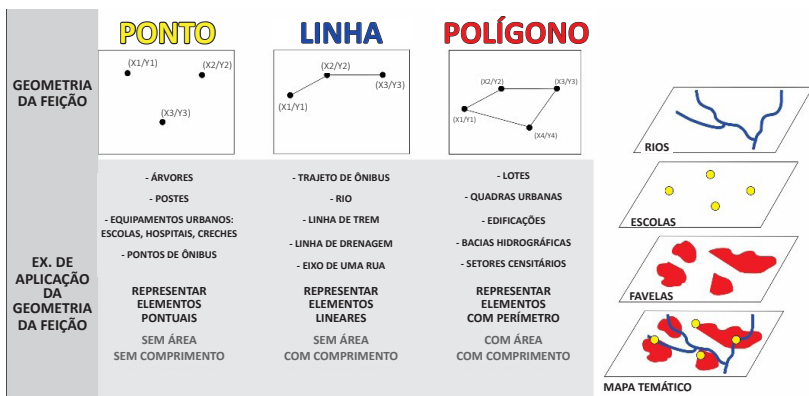 PONTO
LINHA
POLÍGONO
GEOMETRIA
DA FEIÇÃO
(X1/Y1)
(X2/Y2)
(X3/Y3)
(X2/Y2)
(X3/Y3)
(X1/Y1)
(X2/Y2)
(X3/Y3)
(X1/Y1)
(X4/Y4)
EX. DE
APLICAÇÃO
DA
GEOMETRIA
DA FEIÇÃO
- ÁRVORES
- POSTES
- EQUIPAMENTOS URBANOS:
ESCOLAS, HOSPITAIS, CRECHES
- PONTOS DE ÔNIBUS
REPRESENTAR
ELEMENTOS
PONTUAIS
SEM ÁREA
SEM COMPRIMENTO
- TRAJETO DE ÔNIBUS
- RIO
- LINHA DE TREM
- LINHA DE DRENAGEM
- EIXO DE UMA RUA
REPRESENTAR
ELEMENTOS
LINEARES
SEM ÁREA
COM COMPRIMENTO
- LOTES
- QUADRAS URBANAS
- EDIFICAÇÕES
- BACIAS HIDROGRÁFICAS
- SETORES CENSITÁRIOS
REPRESENTAR
ELEMENTOS
COM PERÍMETRO
COM ÁREA
COM COMPRIMENTO
RIOS
ESCOLAS
FAVELAS
MAPA TEMÁTICO